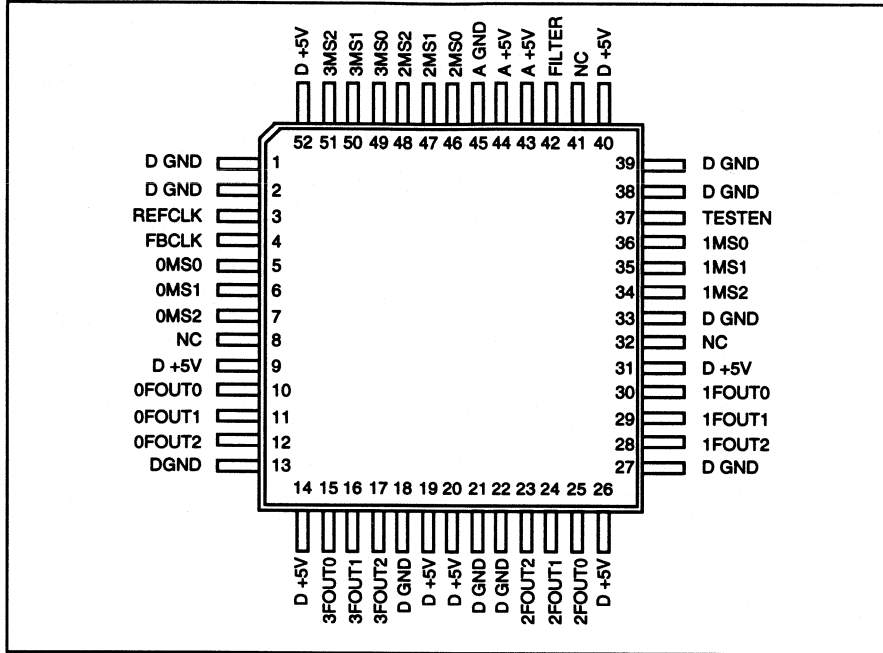 D +5V 3MS2 3MS1 3MS0 2MS2 2MS1 2MS0 A GND A +5V A +5V FILTER NC D +5V
52 51 50 49 48 47 46 45 44 43 42 41 40
D GND 1 39 D GND
D GND 2 38 D GND
REFCLK 3 37 TESTEN
FBCLK 4 36 1MS0
0MS0 5 35 1MS1
0MS1 6 34 1MS2
0MS2 7 33 D GND
NC 8 32 NC
D +5V 9 31 D +5V
0FOUT0 10 30 1FOUT0
0FOUT1 11 29 1FOUT1
0FOUT2 12 28 1FOUT2
DGND 13 27 D GND
14 15 16 17 18 19 20 21 22 23 24 25 26
D +5V 3FOUT0 3FOUT1 3FOUT2 D GND D +5V D +5V D GND D GND 2FOUT2 2FOUT1 2FOUT0 D +5V